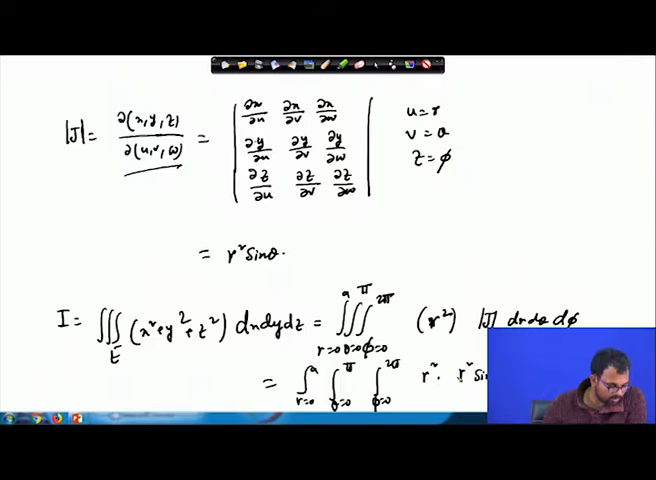 |J| = ∂(x,y,z)/∂(u,v,w) = | ∂x/∂u ∂x/∂v ∂x/∂w | u=r
| ∂y/∂u ∂y/∂v ∂y/∂w | v=θ
| ∂z/∂u ∂z/∂v ∂z/∂w | z=ϕ
= r² sinθ.
I = ∭_E (x²+y²+z²) dxdydz = ∫_{r=0}^{a} ∫_{θ=0}^{π} ∫_{ϕ=0}^{2π} (r²) |J| dr dθ dϕ
= ∫_{r=0}^{a} ∫_{θ=0}^{π} ∫_{ϕ=0}^{2π} r². r² sin